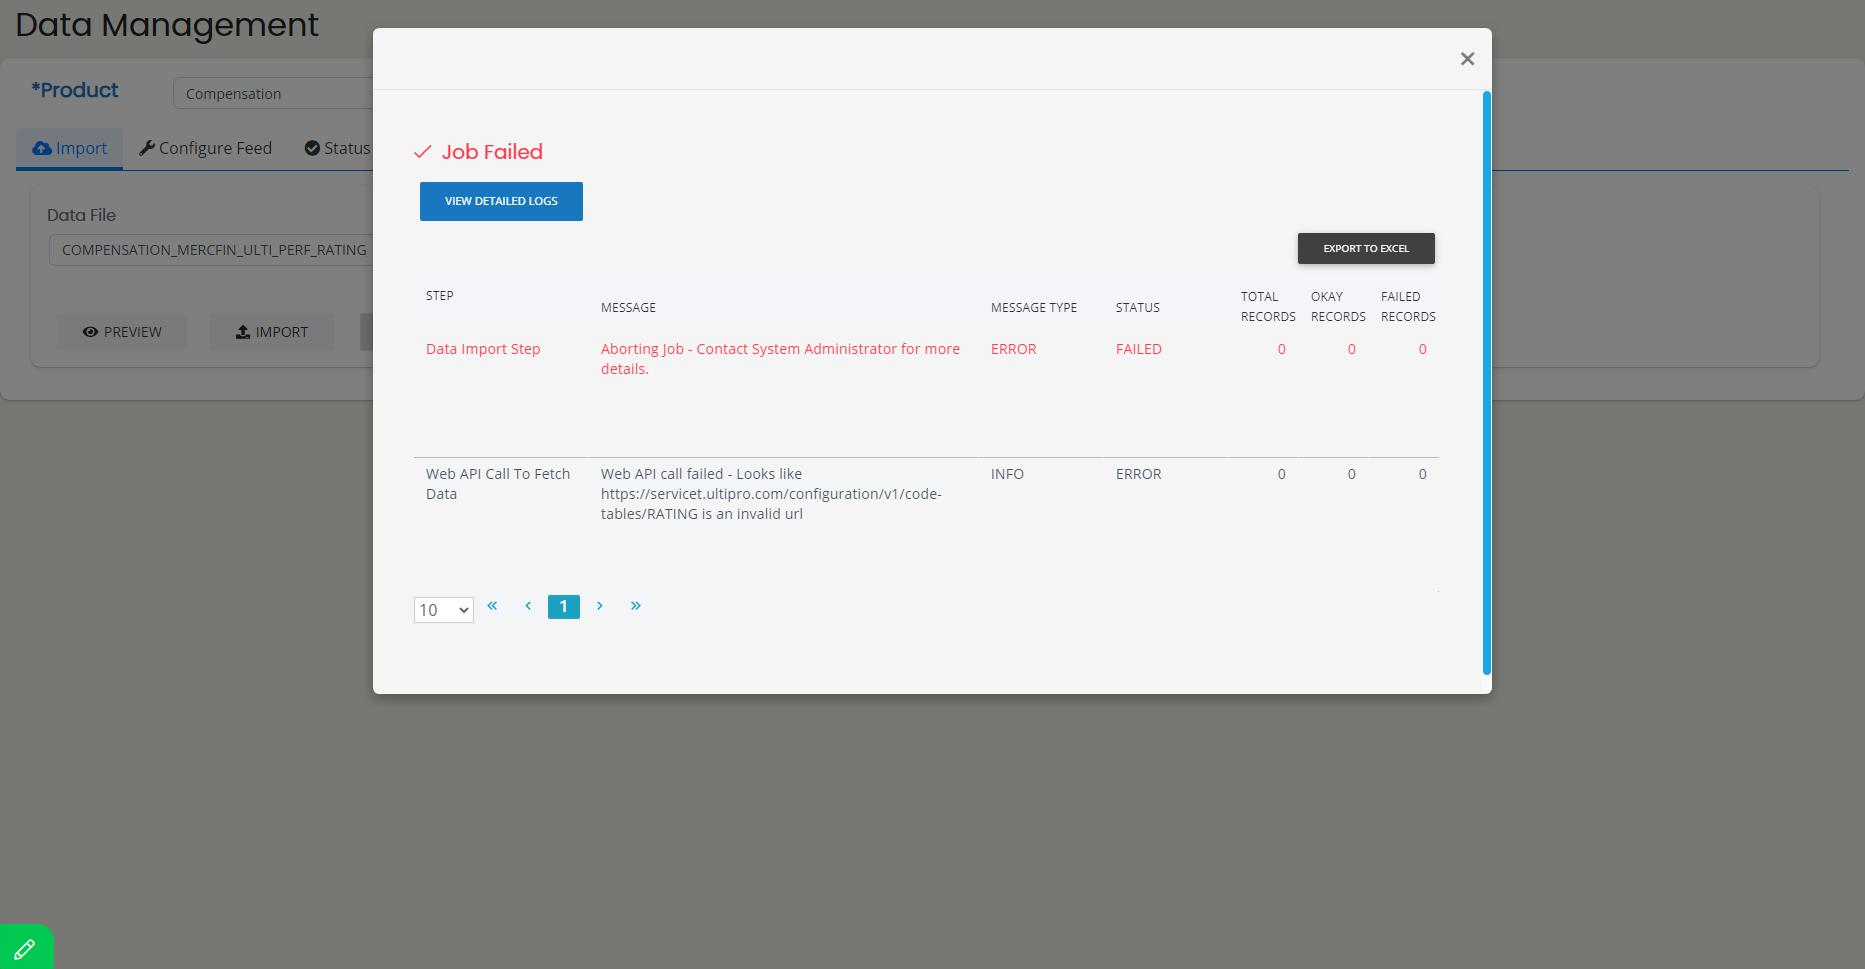 Data Management
*Product
Compensation
Import
Configure Feed
Status
Data File
COMPENSATION_MERCFIN_ULTI_PERF_RATING
PREVIEW
IMPORT
×
Job Failed
VIEW DETAILED LOGS
EXPORT TO EXCEL
STEP
MESSAGE
MESSAGE TYPE
STATUS
TOTAL
RECORDS
OKAY
RECORDS
FAILED
RECORDS
Data Import Step
Aborting Job - Contact System Administrator for more
details.
ERROR
FAILED
0
0
0
Web API Call To Fetch
Data
Web API call failed - Looks like
https://servicet.ultipro.com/configuration/v1/code-
tables/RATING is an invalid url
INFO
ERROR
0
0
0
10
«
‹
1
›
»